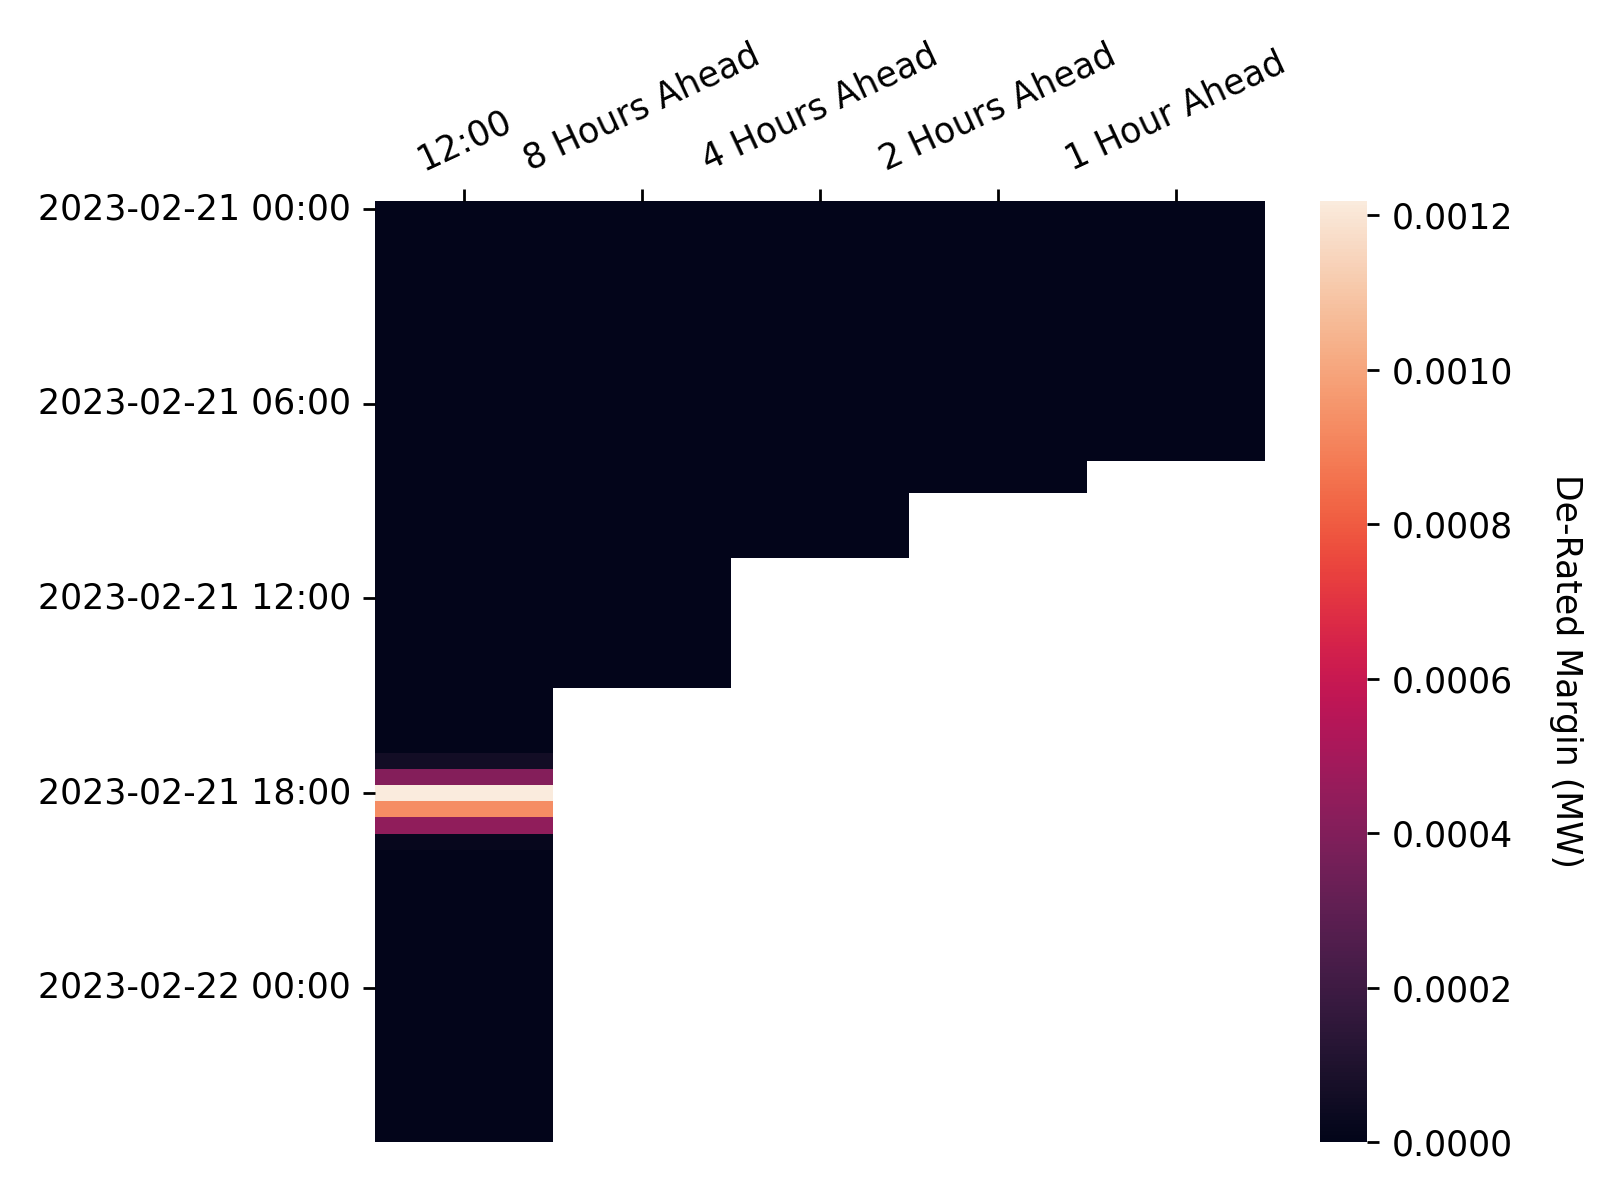 12:00
8 Hours Ahead
4 Hours Ahead
2 Hours Ahead
1 Hour Ahead
2023-02-21 00:00
2023-02-21 06:00
2023-02-21 12:00
2023-02-21 18:00
2023-02-22 00:00
0.0012
0.0010
0.0008
0.0006
0.0004
0.0002
0.0000
De-Rated Margin (MW)